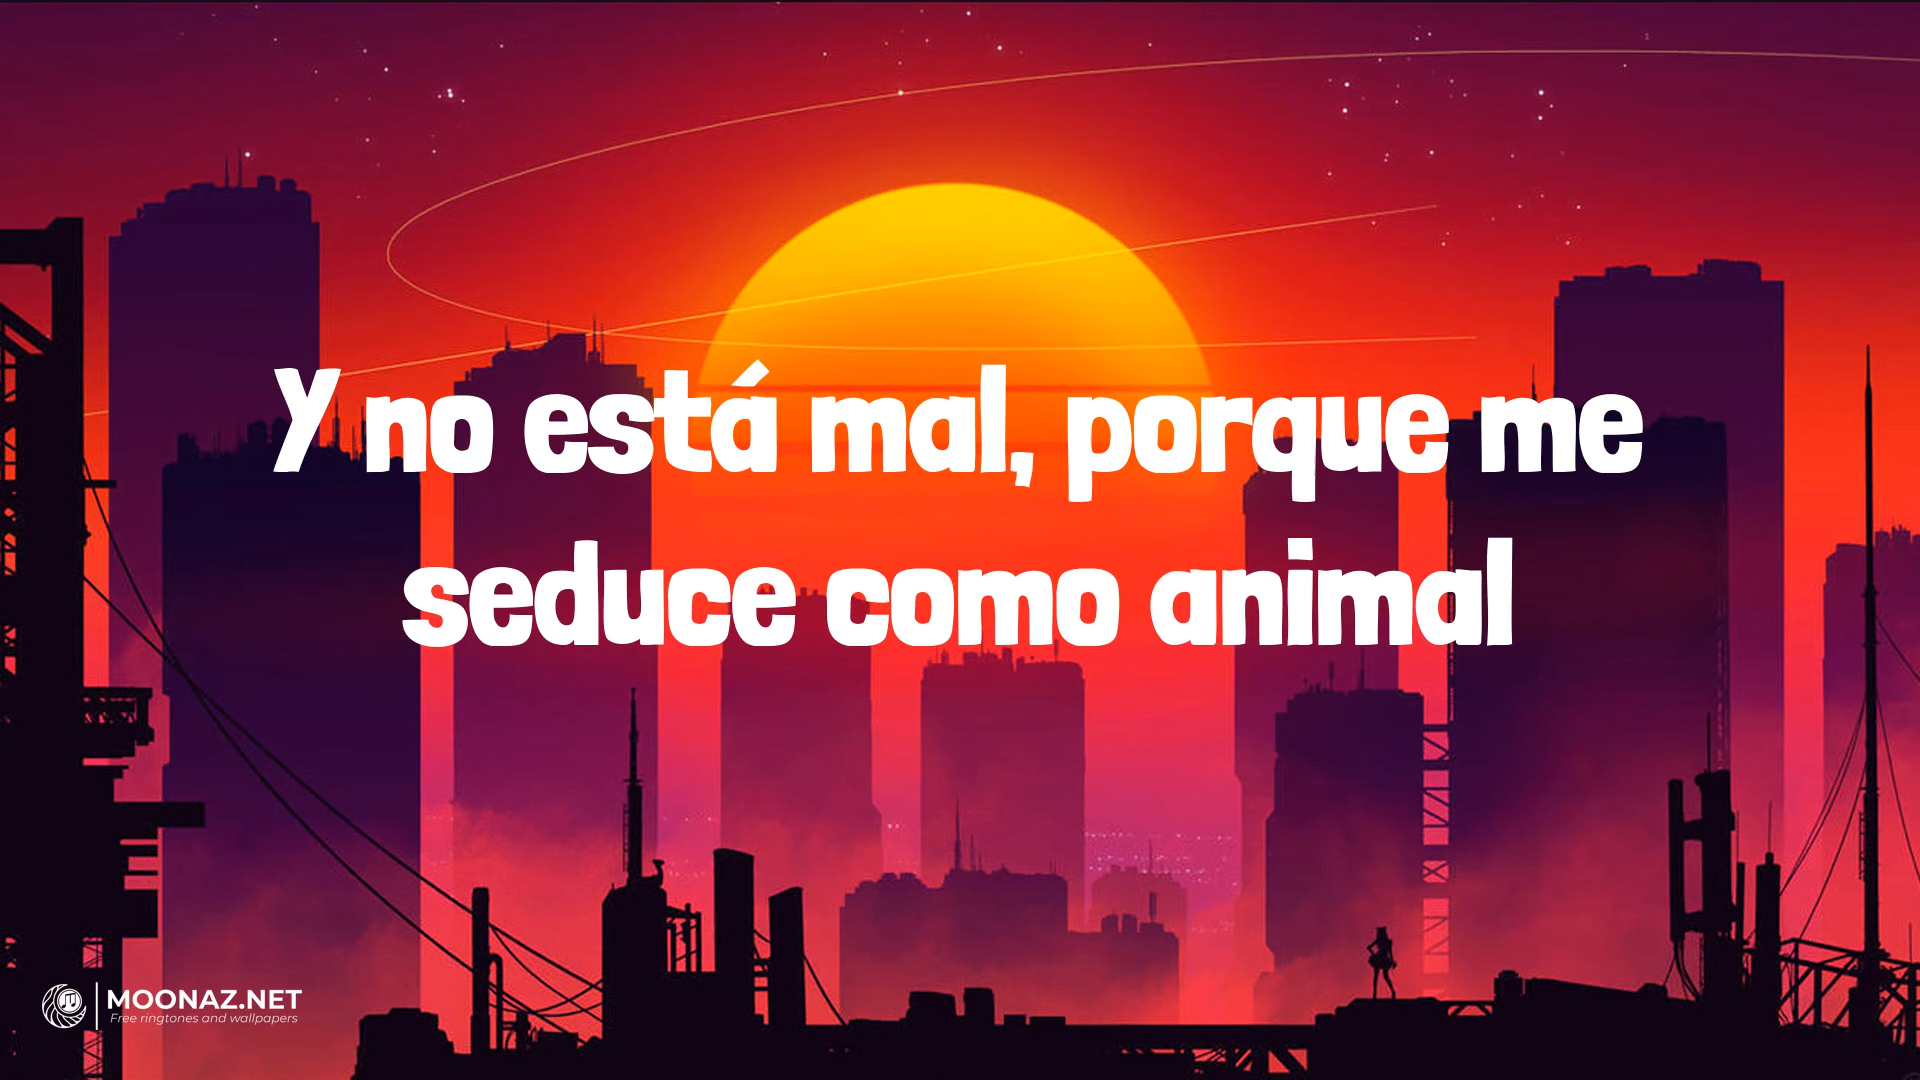 Y no está mal, porque me
seduce como animal
MOONAZ.NET
Free ringtones and wallpapers